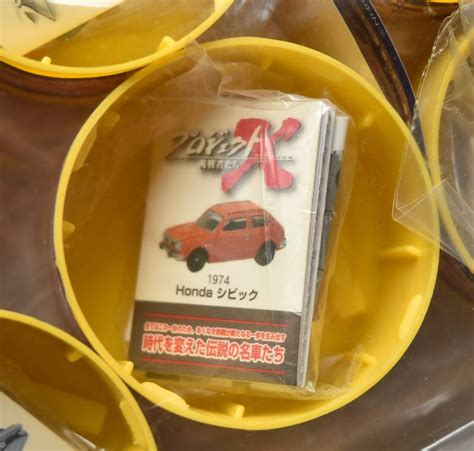 プロジェクトX
挑戦者たち
1974
Honda シビック
時代を変えた伝説の名車たち